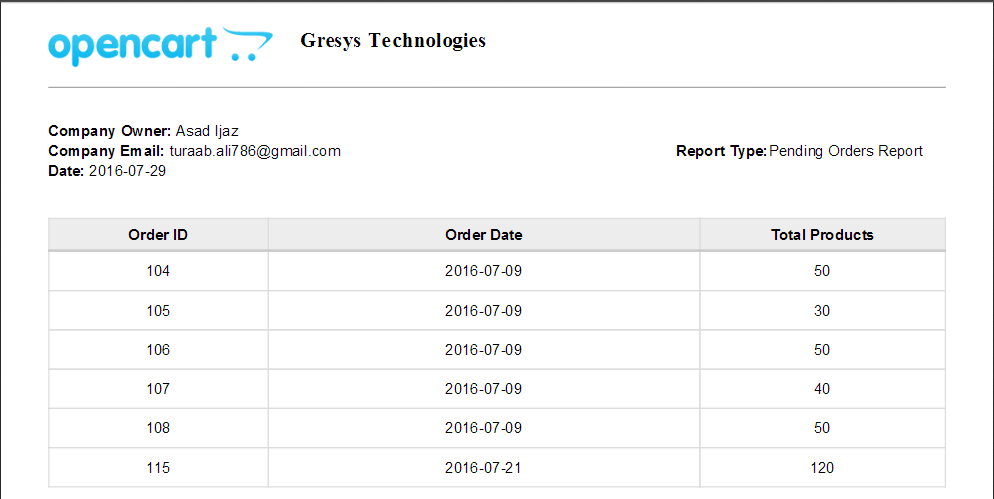 opencart Gresys Technologies
Company Owner: Asad Ijaz
Company Email: turaab.ali786@gmail.com Report Type:Pending Orders Report
Date: 2016-07-29
Order ID Order Date Total Products
104 2016-07-09 50
105 2016-07-09 30
106 2016-07-09 50
107 2016-07-09 40
108 2016-07-09 50
115 2016-07-21 120